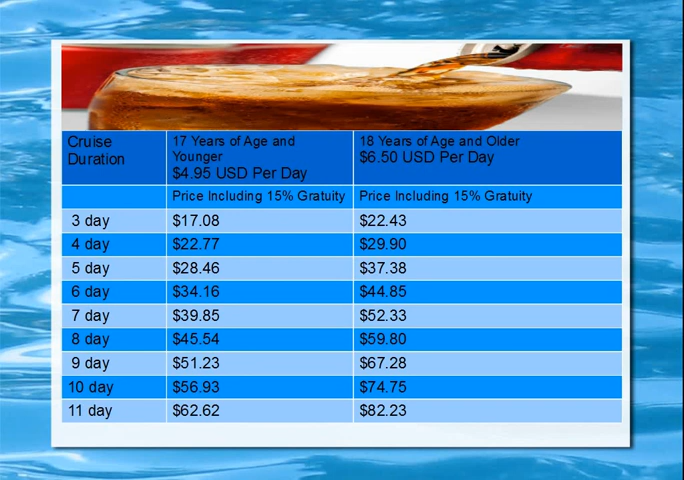 Cruise Duration
17 Years of Age and Younger
$4.95 USD Per Day
18 Years of Age and Older
$6.50 USD Per Day
Price Including 15% Gratuity
Price Including 15% Gratuity
3 day $17.08 $22.43
4 day $22.77 $29.90
5 day $28.46 $37.38
6 day $34.16 $44.85
7 day $39.85 $52.33
8 day $45.54 $59.80
9 day $51.23 $67.28
10 day $56.93 $74.75
11 day $62.62 $82.23